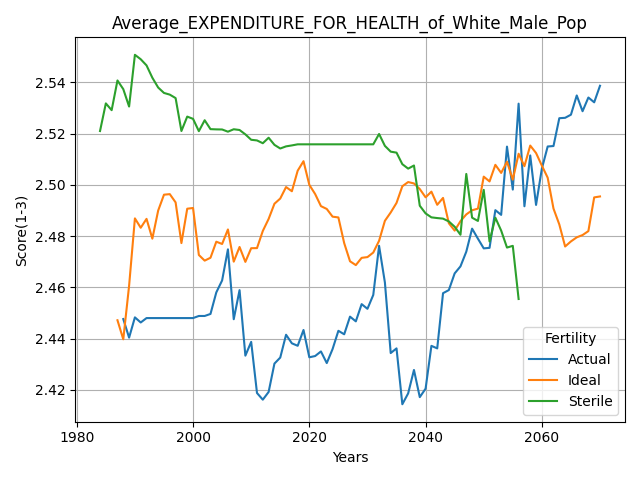 Average_EXPENDITURE_FOR_HEALTH_of_White_Male_Pop
Score(1-3)
2.54
2.52
2.50
2.48
2.46
2.44
2.42
1980
2000
2020
2040
2060
Years
Fertility
Actual
Ideal
Sterile